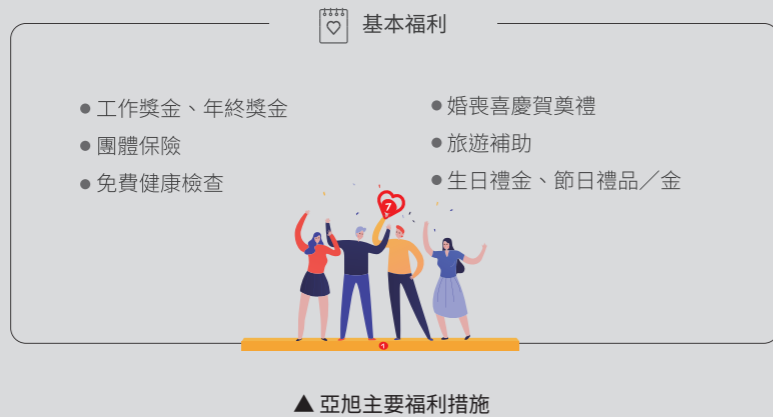 基本福利
● 工作獎金、年終獎金
● 團體保險
● 免費健康檢查
● 婚喪喜慶賀奠禮
● 旅遊補助
● 生日禮金、節日禮品／金
7
1
▲ 亞旭主要福利措施